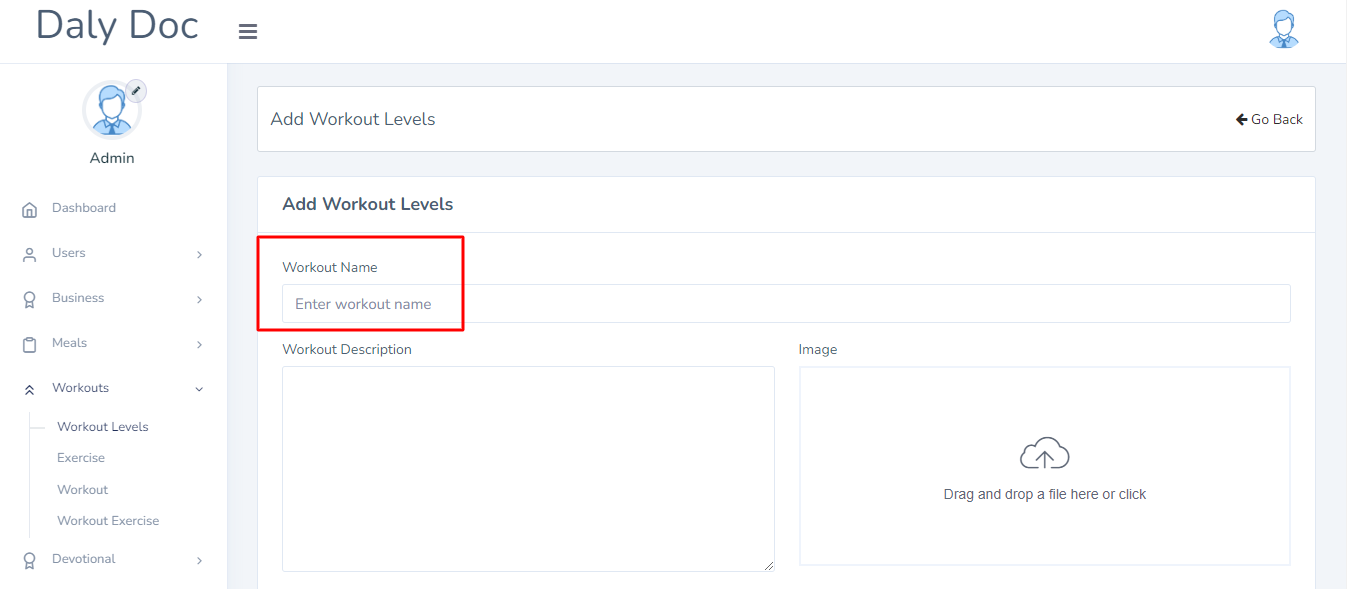 Daly Doc
Admin
Dashboard
Users
Business
Meals
Workouts
Workout Levels
Exercise
Workout
Workout Exercise
Devotional
Add Workout Levels
Go Back
Add Workout Levels
Workout Name
Enter workout name
Workout Description
Image
Drag and drop a file here or click